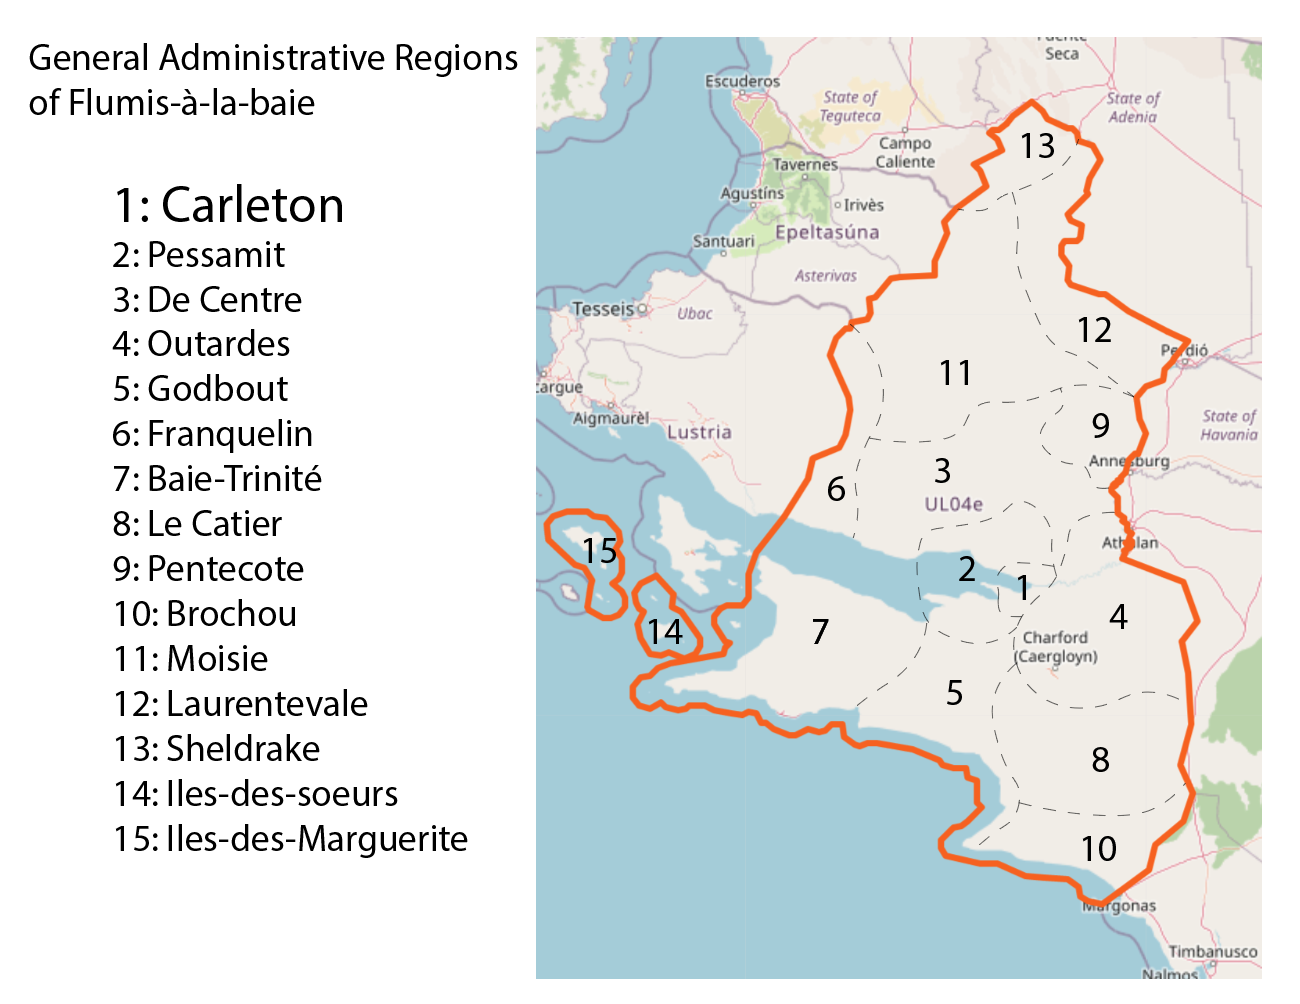 General Administrative Regions
of Flumis-à-la-baie
1: Carleton
2: Pessamit
3: De Centre
4: Outardes
5: Godbout
6: Franquelin
7: Baie-Trinité
8: Le Catier
9: Pentecote
10: Brochou
11: Moisie
12: Laurentevale
13: Sheldrake
14: Iles-des-soeurs
15: Iles-des-Marguerite
Seca
Escuderos
State of
Teguteca
State of
Adenia
Campo
Caliente
13
Tavernes
Agustíns
Irivès
Santuari
Epeltasúna
Asterivas
Tesseis
Ubac
12
Perdió
11
Aigmaurèl
Lustria
State of
Havania
9
Annesburg
3
6
UL04e
15
2
1
14
7
4
Charford
(Caergloyn)
5
8
10
Margonas
Timbanusco
Nalmos